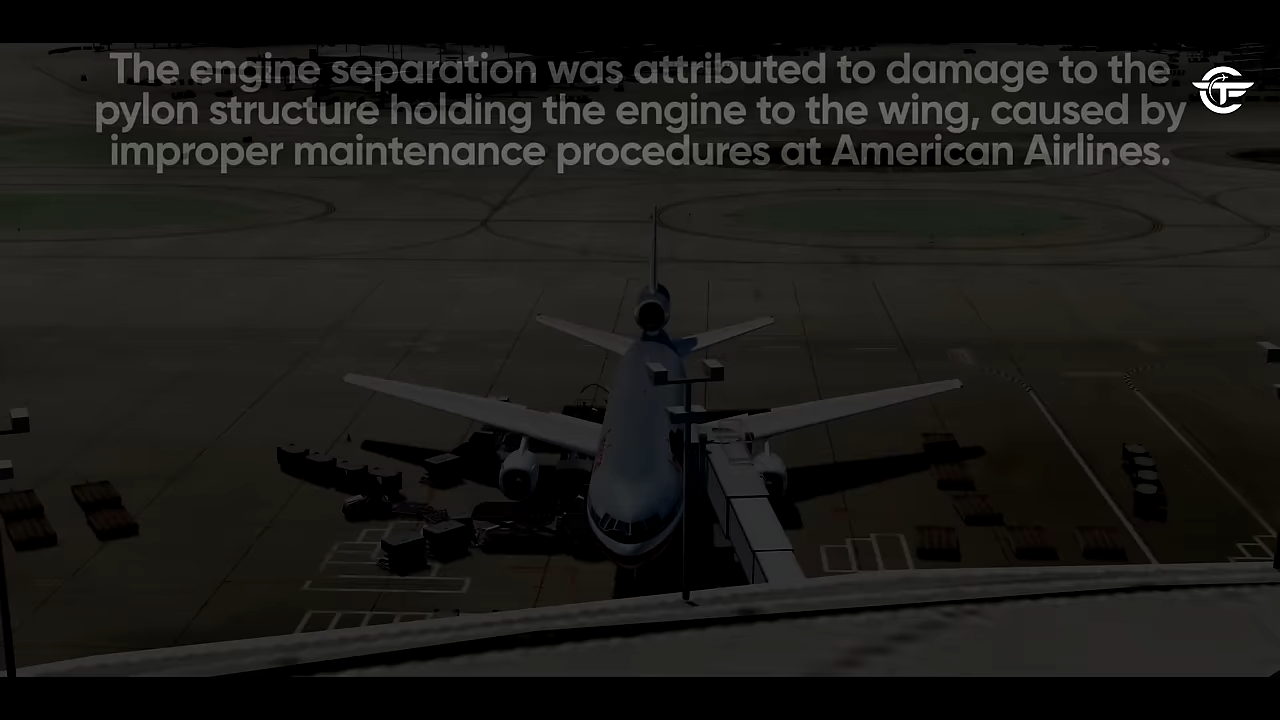 The engine separation was attributed to damage to the
pylon structure holding the engine to the wing, caused by
improper maintenance procedures at American Airlines.